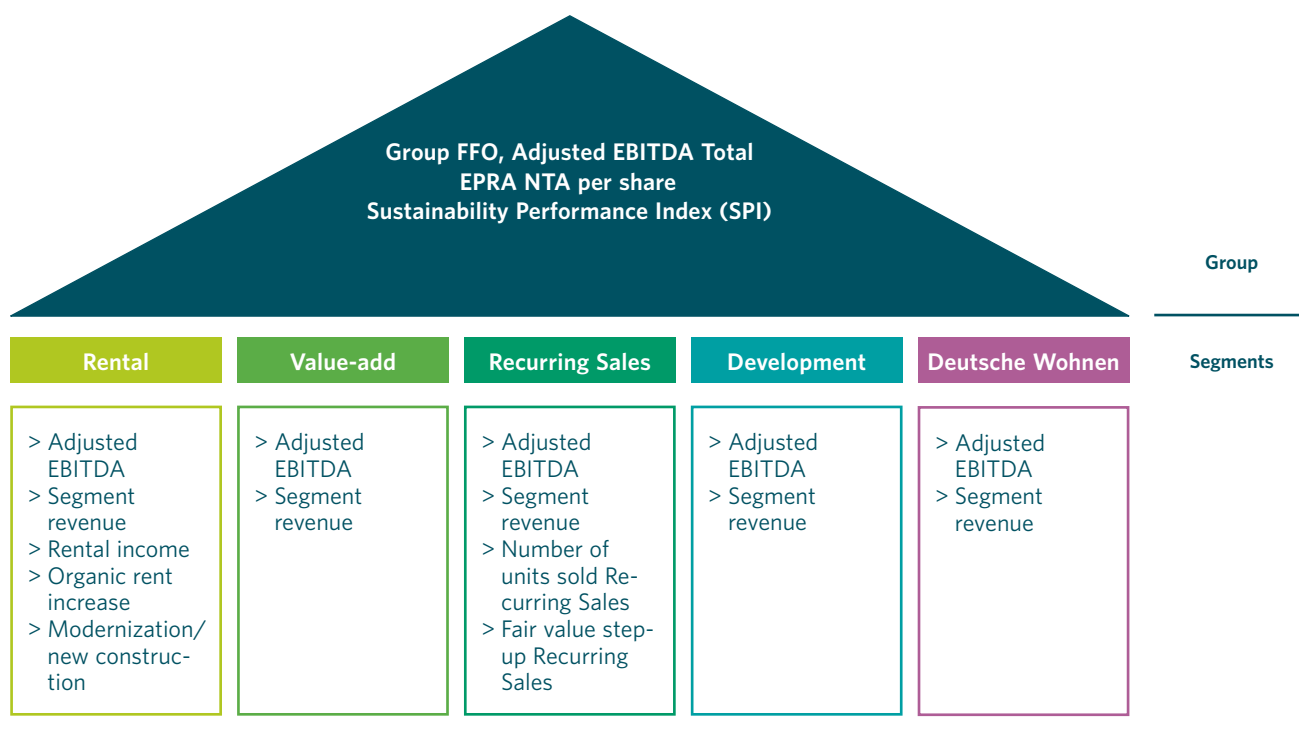 Group FFO, Adjusted EBITDA Total
EPRA NTA per share
Sustainability Performance Index (SPI)
Group
Rental
Value-add
Recurring Sales
Development
Deutsche Wohnen
Segments
> Adjusted
EBITDA
> Segment
revenue
> Rental income
> Organic rent
increase
> Modernization/
new construc-
tion
> Adjusted
EBITDA
> Segment
revenue
> Adjusted
EBITDA
> Segment
revenue
> Number of
units sold Re-
curring Sales
> Fair value step-
up Recurring
Sales
> Adjusted
EBITDA
> Segment
revenue
> Adjusted
EBITDA
> Segment
revenue